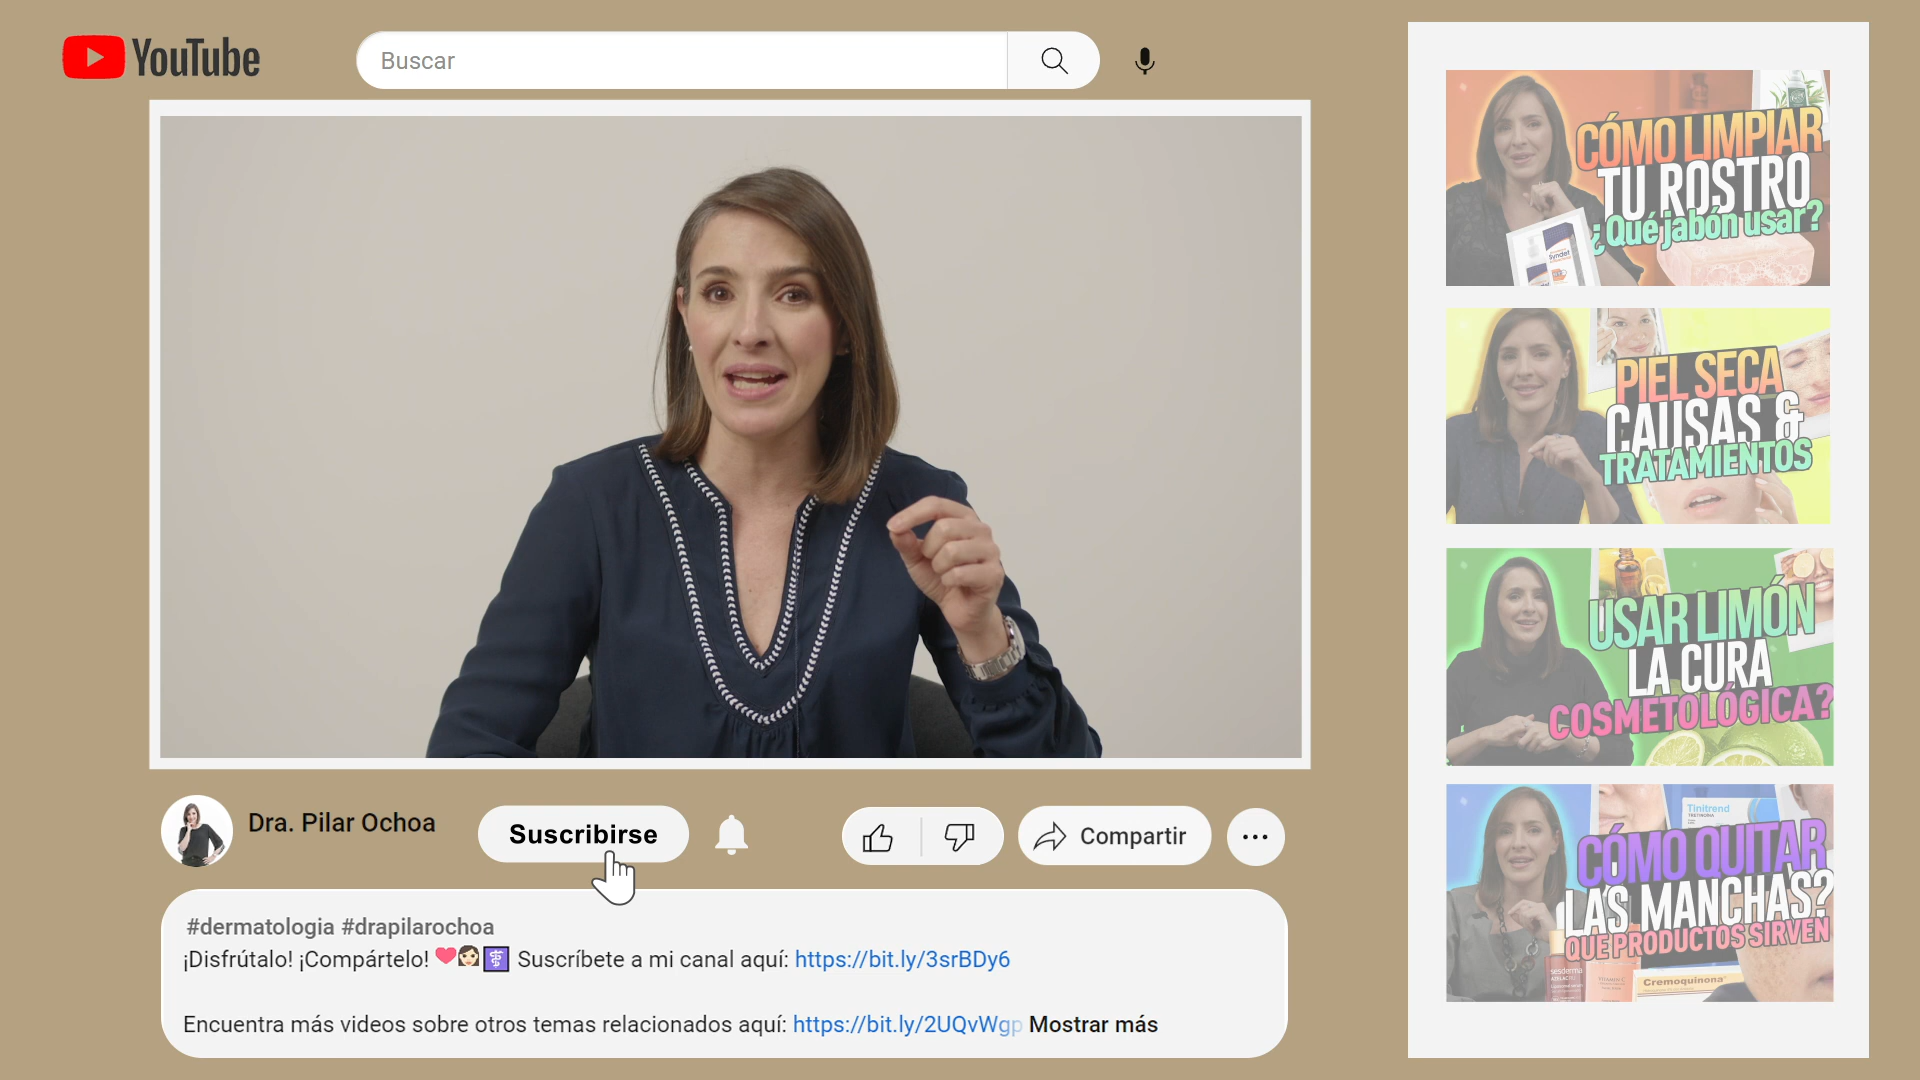 YouTube
Buscar
Dra. Pilar Ochoa
Suscribirse
Compartir
#dermatologia #drapilarochoa
¡Disfrútalo! ¡Compártelo! Suscríbete a mi canal aquí: https://bit.ly/3srBDy6
Encuentra más videos sobre otros temas relacionados aquí: https://bit.ly/2UQvWgp Mostrar más
CÓMO LIMPIAR
TU ROSTRO
¿Qué jabón usar?
Syndet
PIEL SECA
CAUSAS &
TRATAMIENTOS
USAR LIMÓN
LA CURA
COSMETOLÓGICA?
Tinitrend
TRETINOINA
CÓMO QUITAR
LAS MANCHAS?
QUE PRODUCTOS SIRVEN
sesderma
Cremoquinona